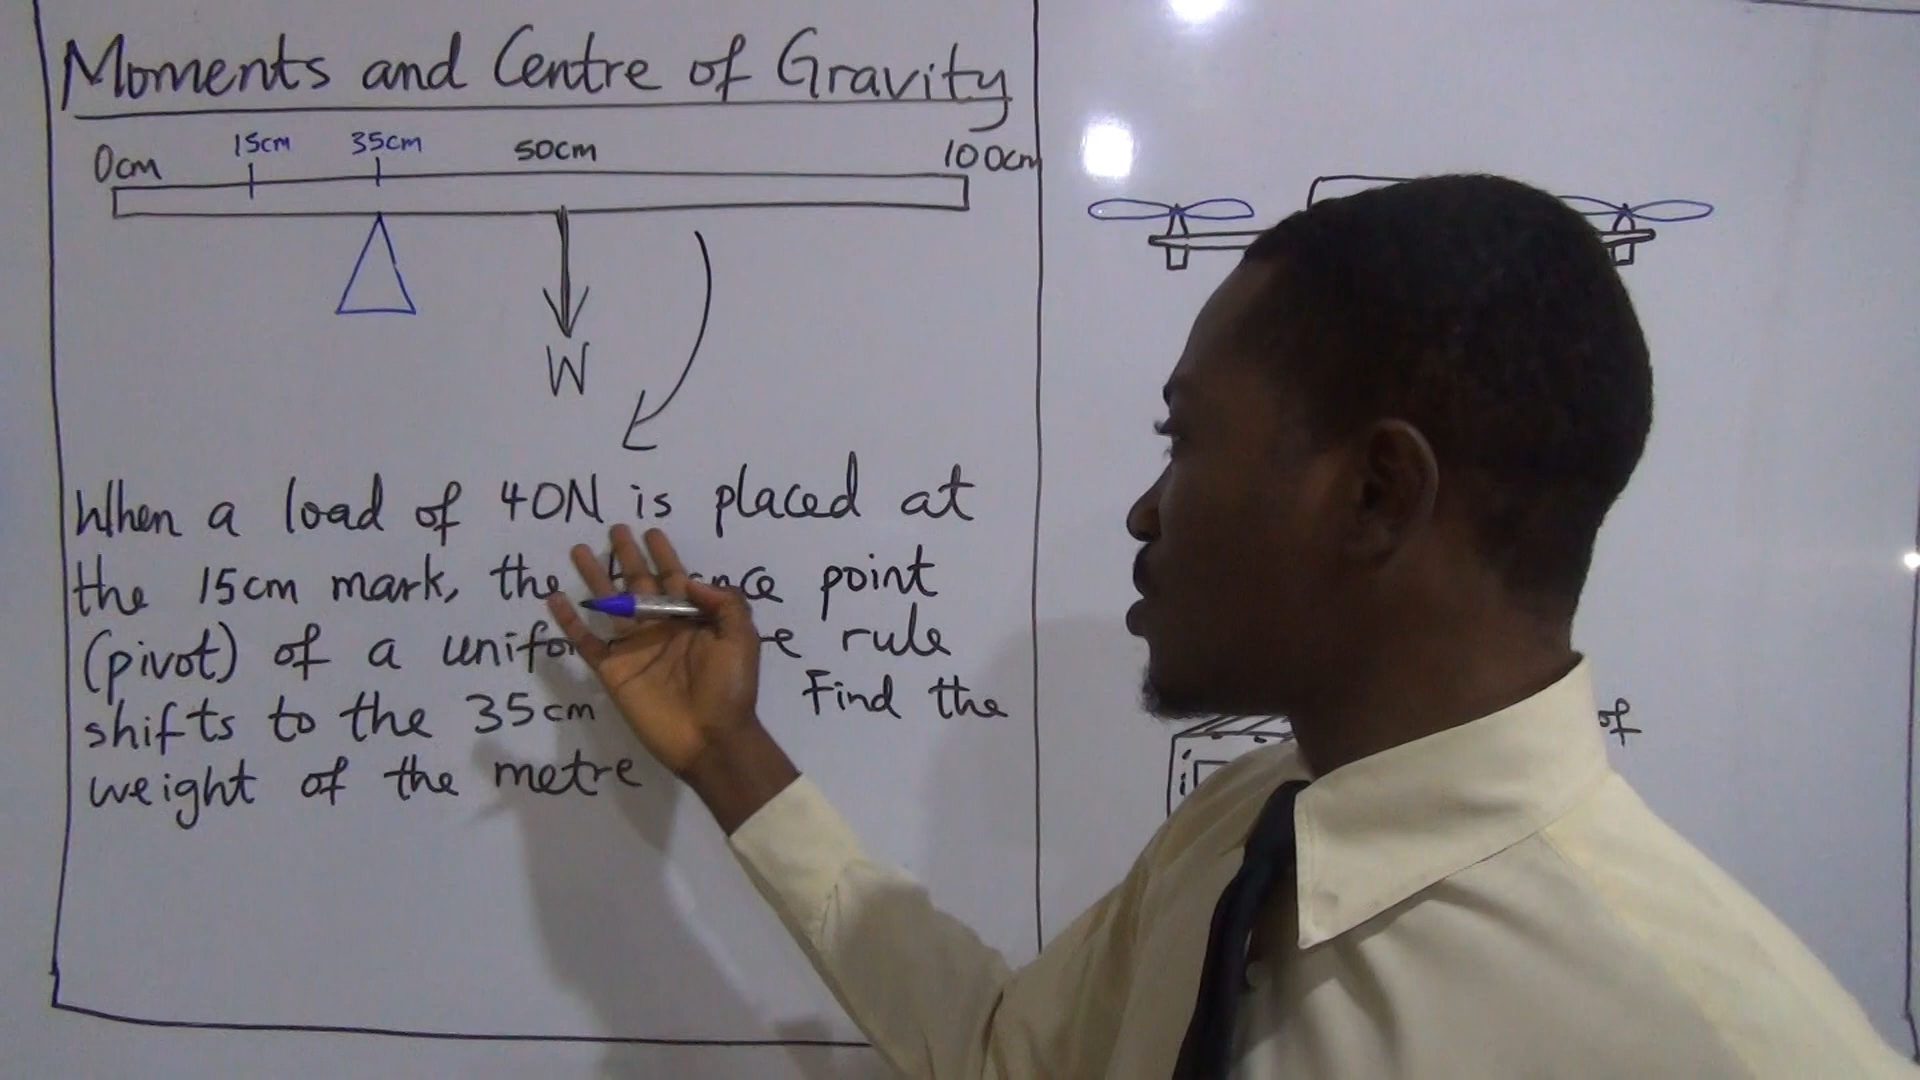 Moments and Centre of Gravity
0cm 15cm 35cm 50cm 100cm
W
When a load of 40N is placed at
the 15cm mark, the point
(pivot) of a rule
shifts to the 35cm Find the
weight of the metre
of